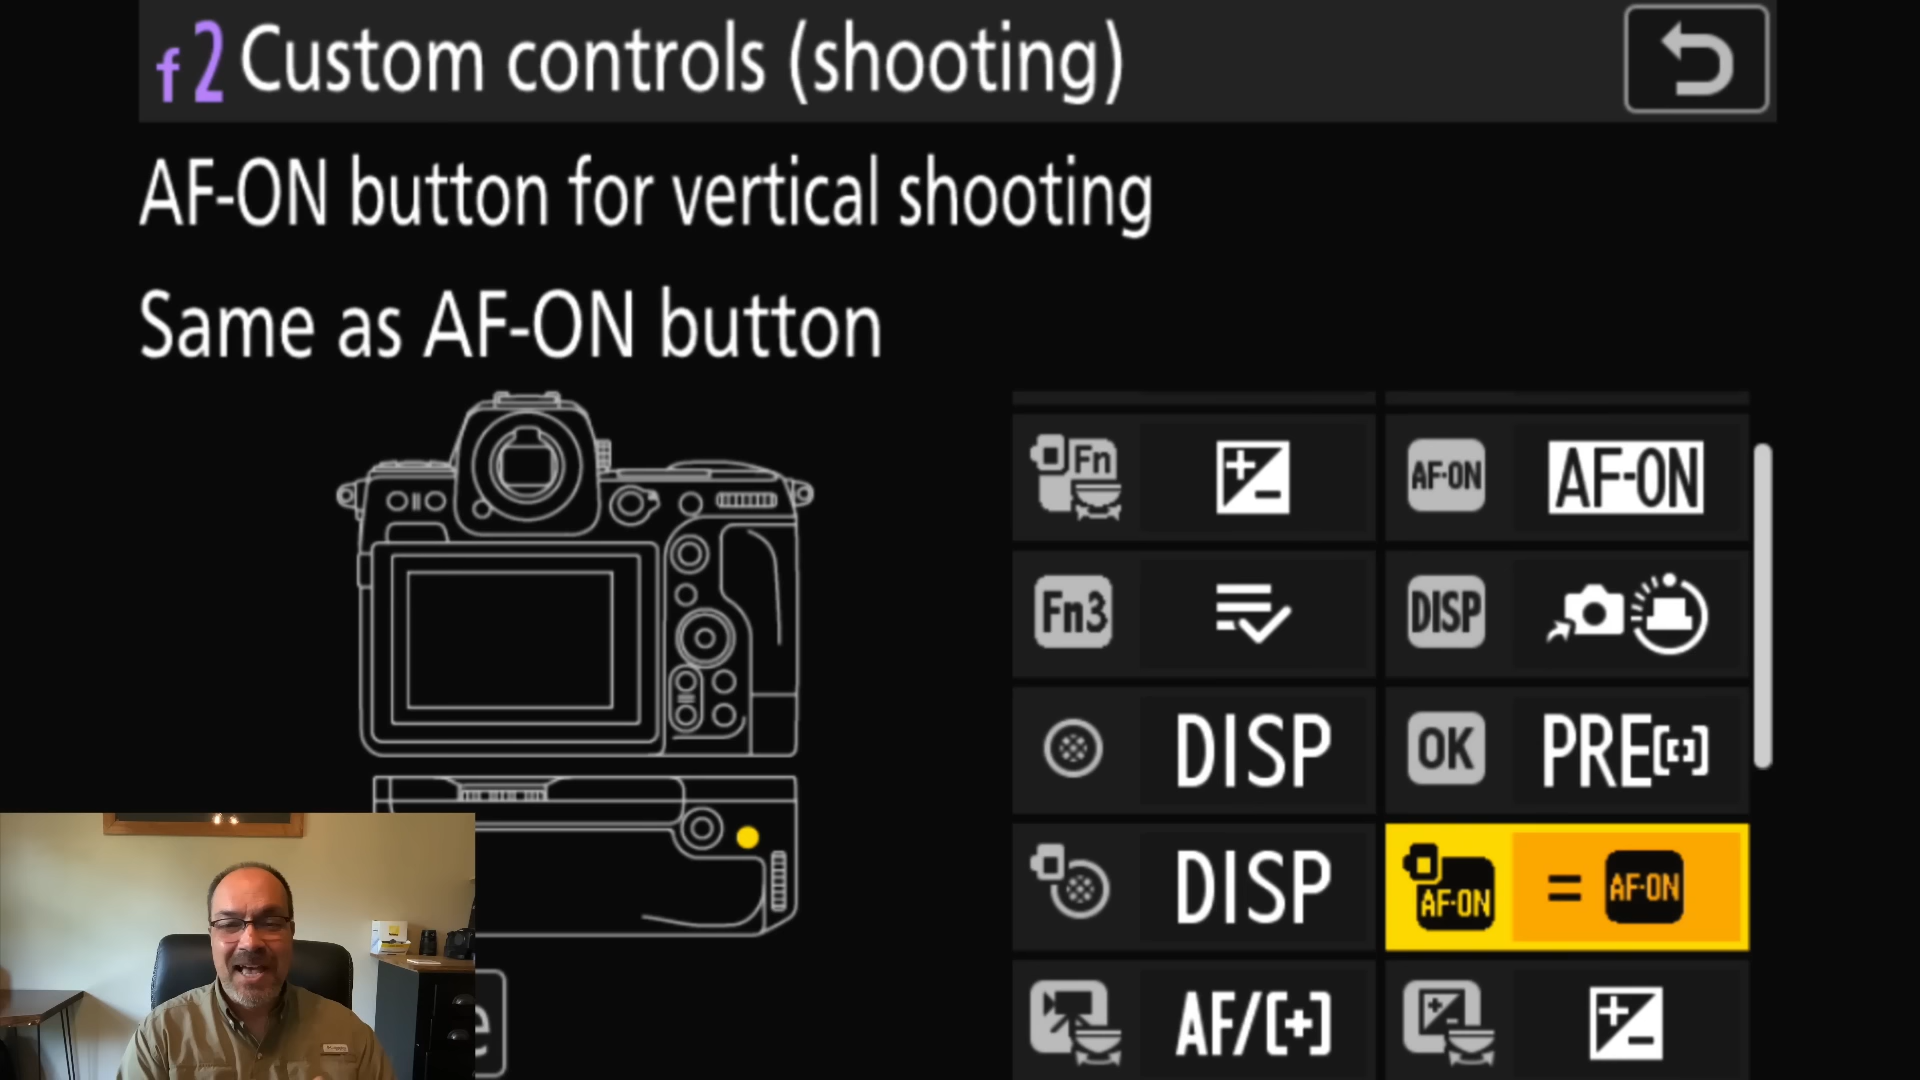 f2 Custom controls (shooting)
AF-ON button for vertical shooting
Same as AF-ON button
Fn
AF-ON AF-ON
Fn3
DISP
DISP
OK PRE
DISP
AF-ON = AF-ON
AF/[+]
e